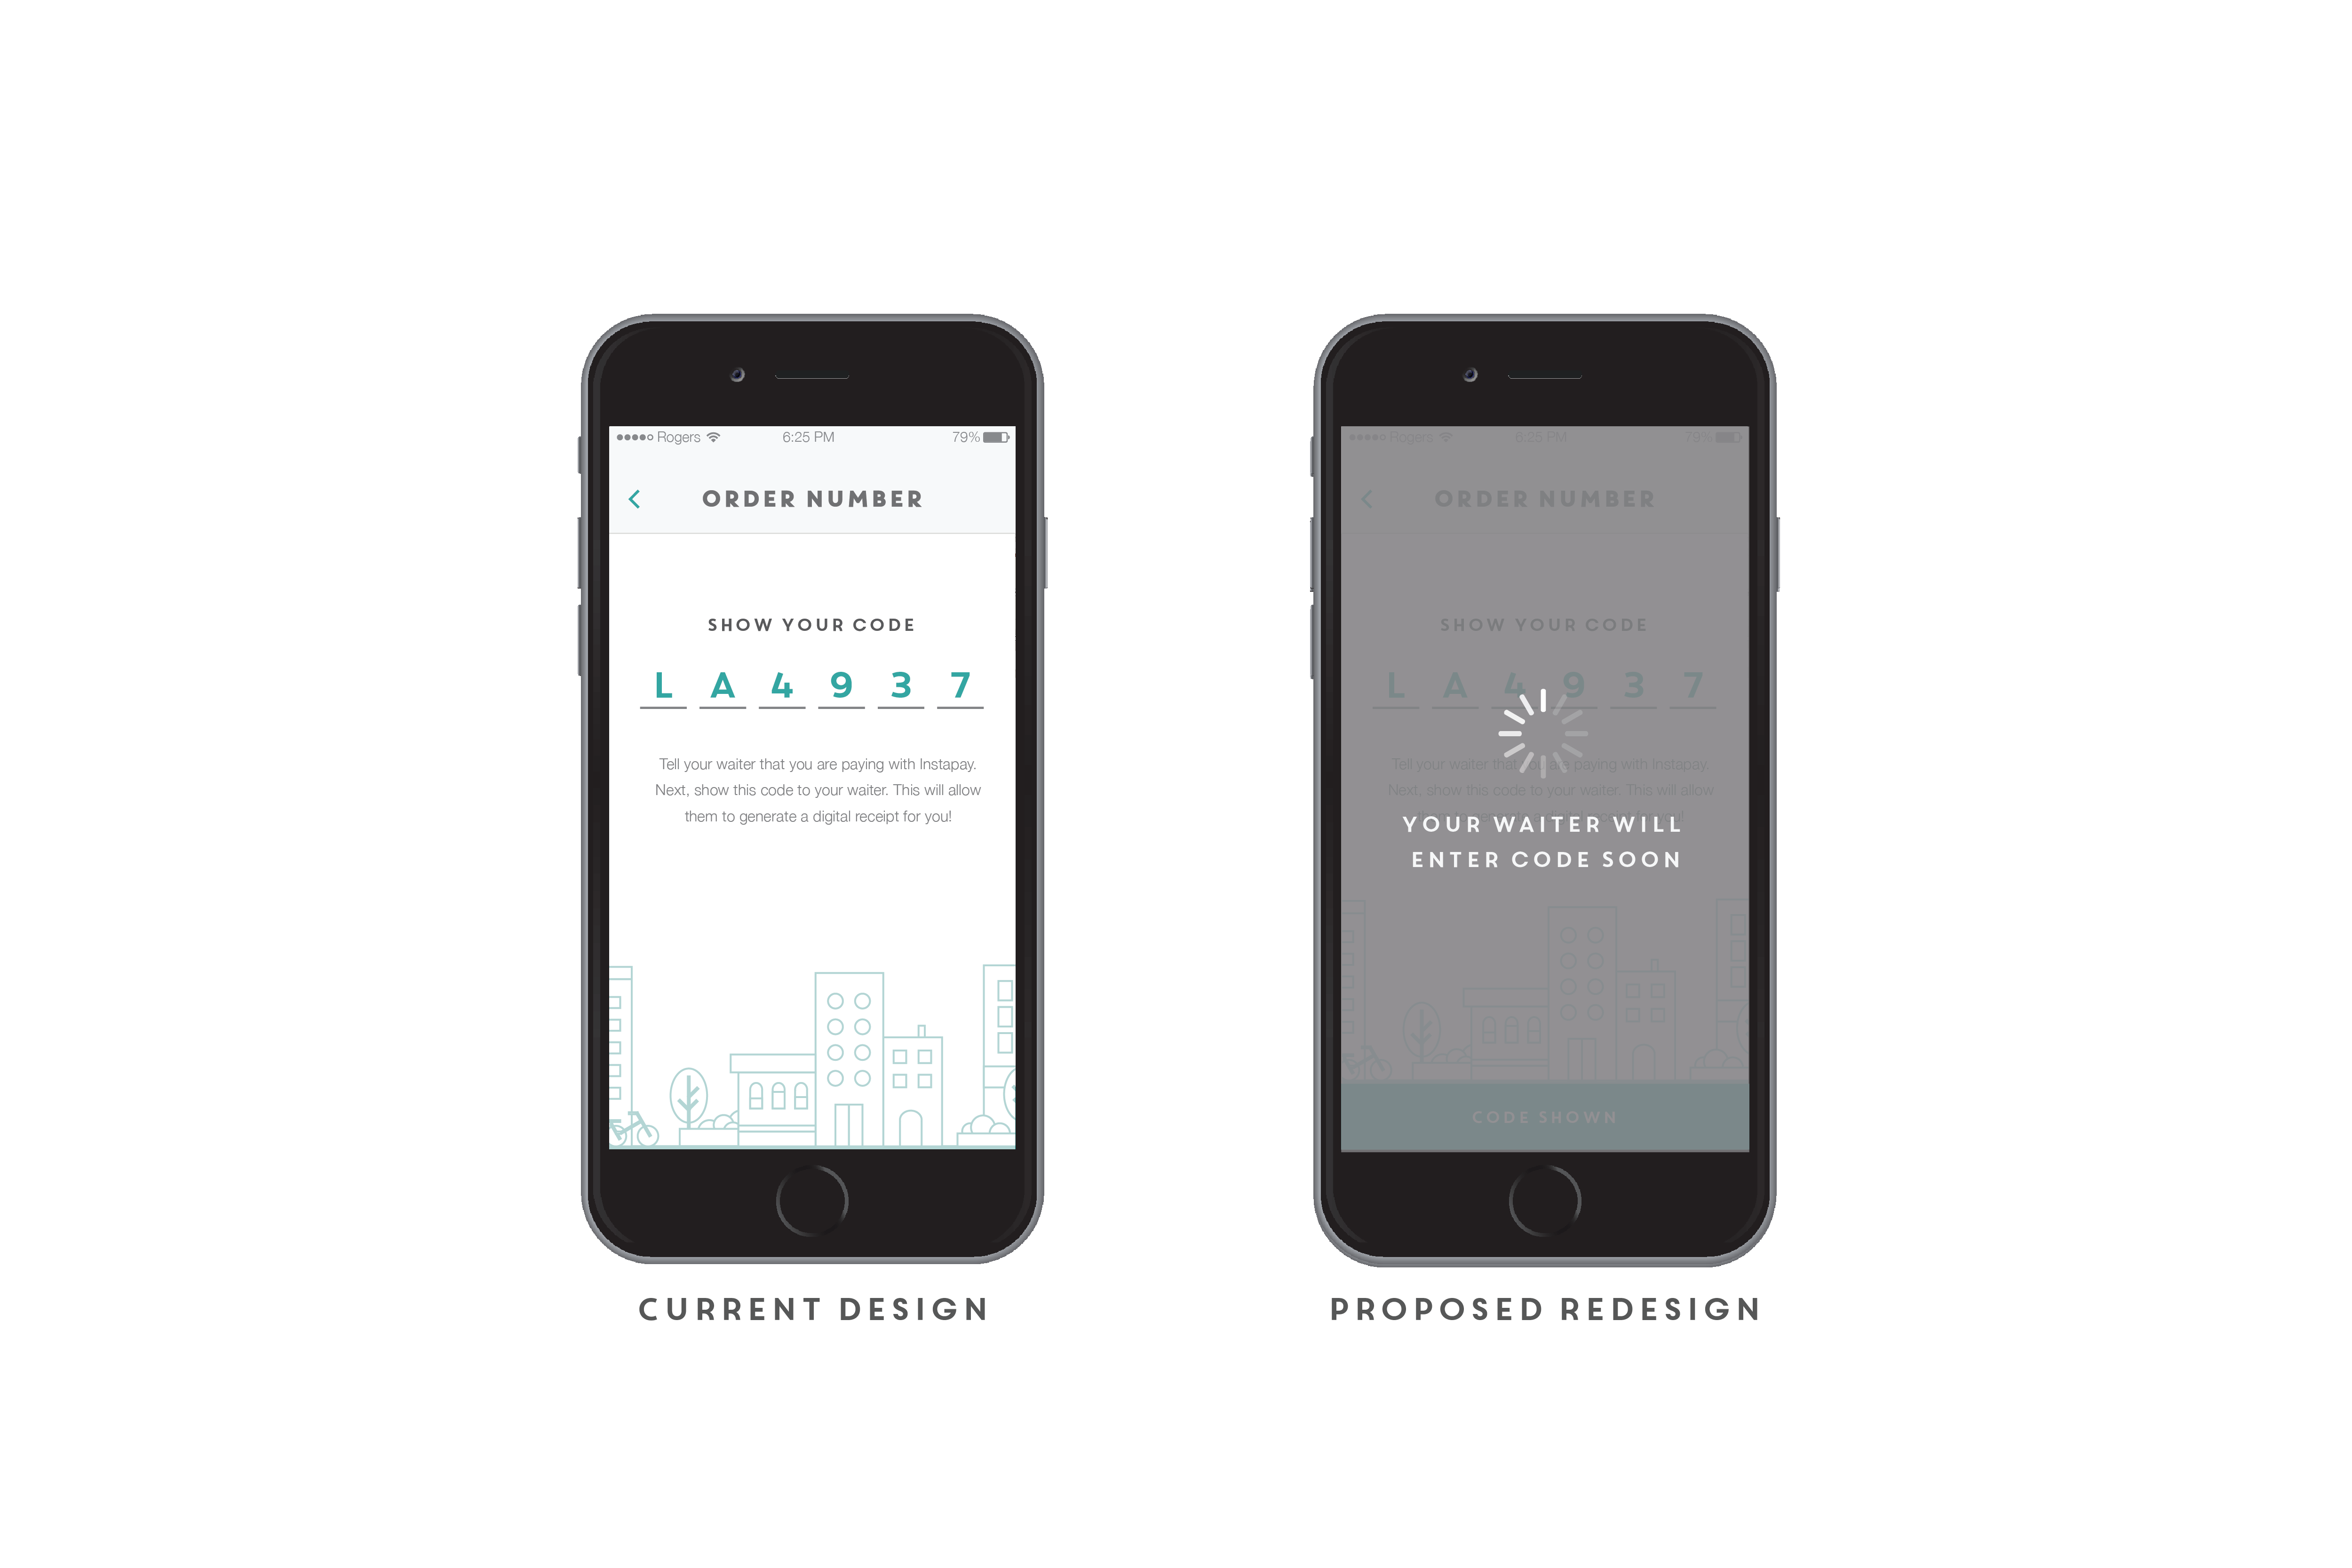 Rogers 6:25 PM 79%
ORDER NUMBER
SHOW YOUR CODE
L A 4 9 3 7
Tell your waiter that you are paying with Instapay.
Next, show this code to your waiter. This will allow
them to generate a digital receipt for you!
CURRENT DESIGN
Rogers 6:25 PM 79%
ORDER NUMBER
SHOW YOUR CODE
L A 4 9 3 7
Tell your waiter that you are paying with Instapay.
Next, show this code to your waiter. This will allow
YOUR WAITER WILL
ENTER CODE SOON
CODE SHOWN
PROPOSED REDESIGN